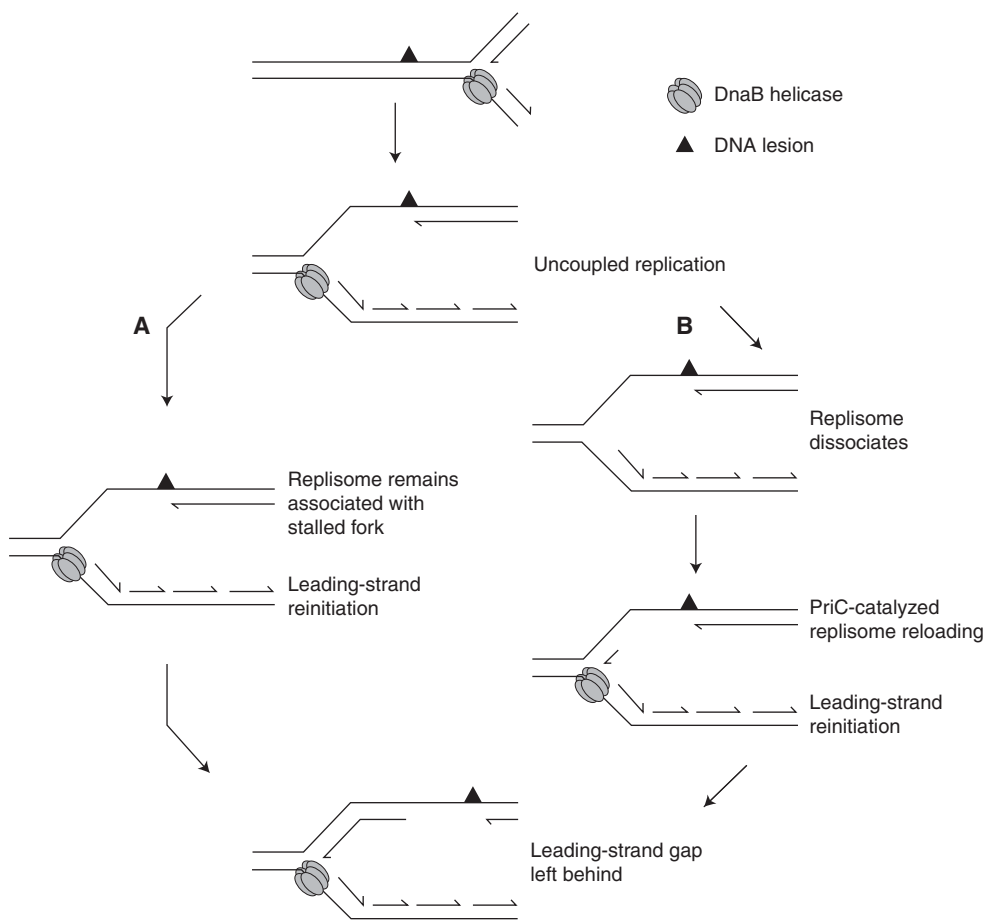 DnaB helicase
DNA lesion
Uncoupled replication
A
B
Replisome
dissociates
Replisome remains
associated with
stalled fork
Leading-strand
reinitiation
PriC-catalyzed
replisome reloading
Leading-strand
reinitiation
Leading-strand gap
left behind